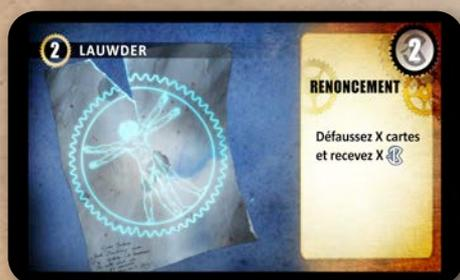 2 LAUWDER
2
RENONCEMENT
Défaussez X cartes
et recevez X